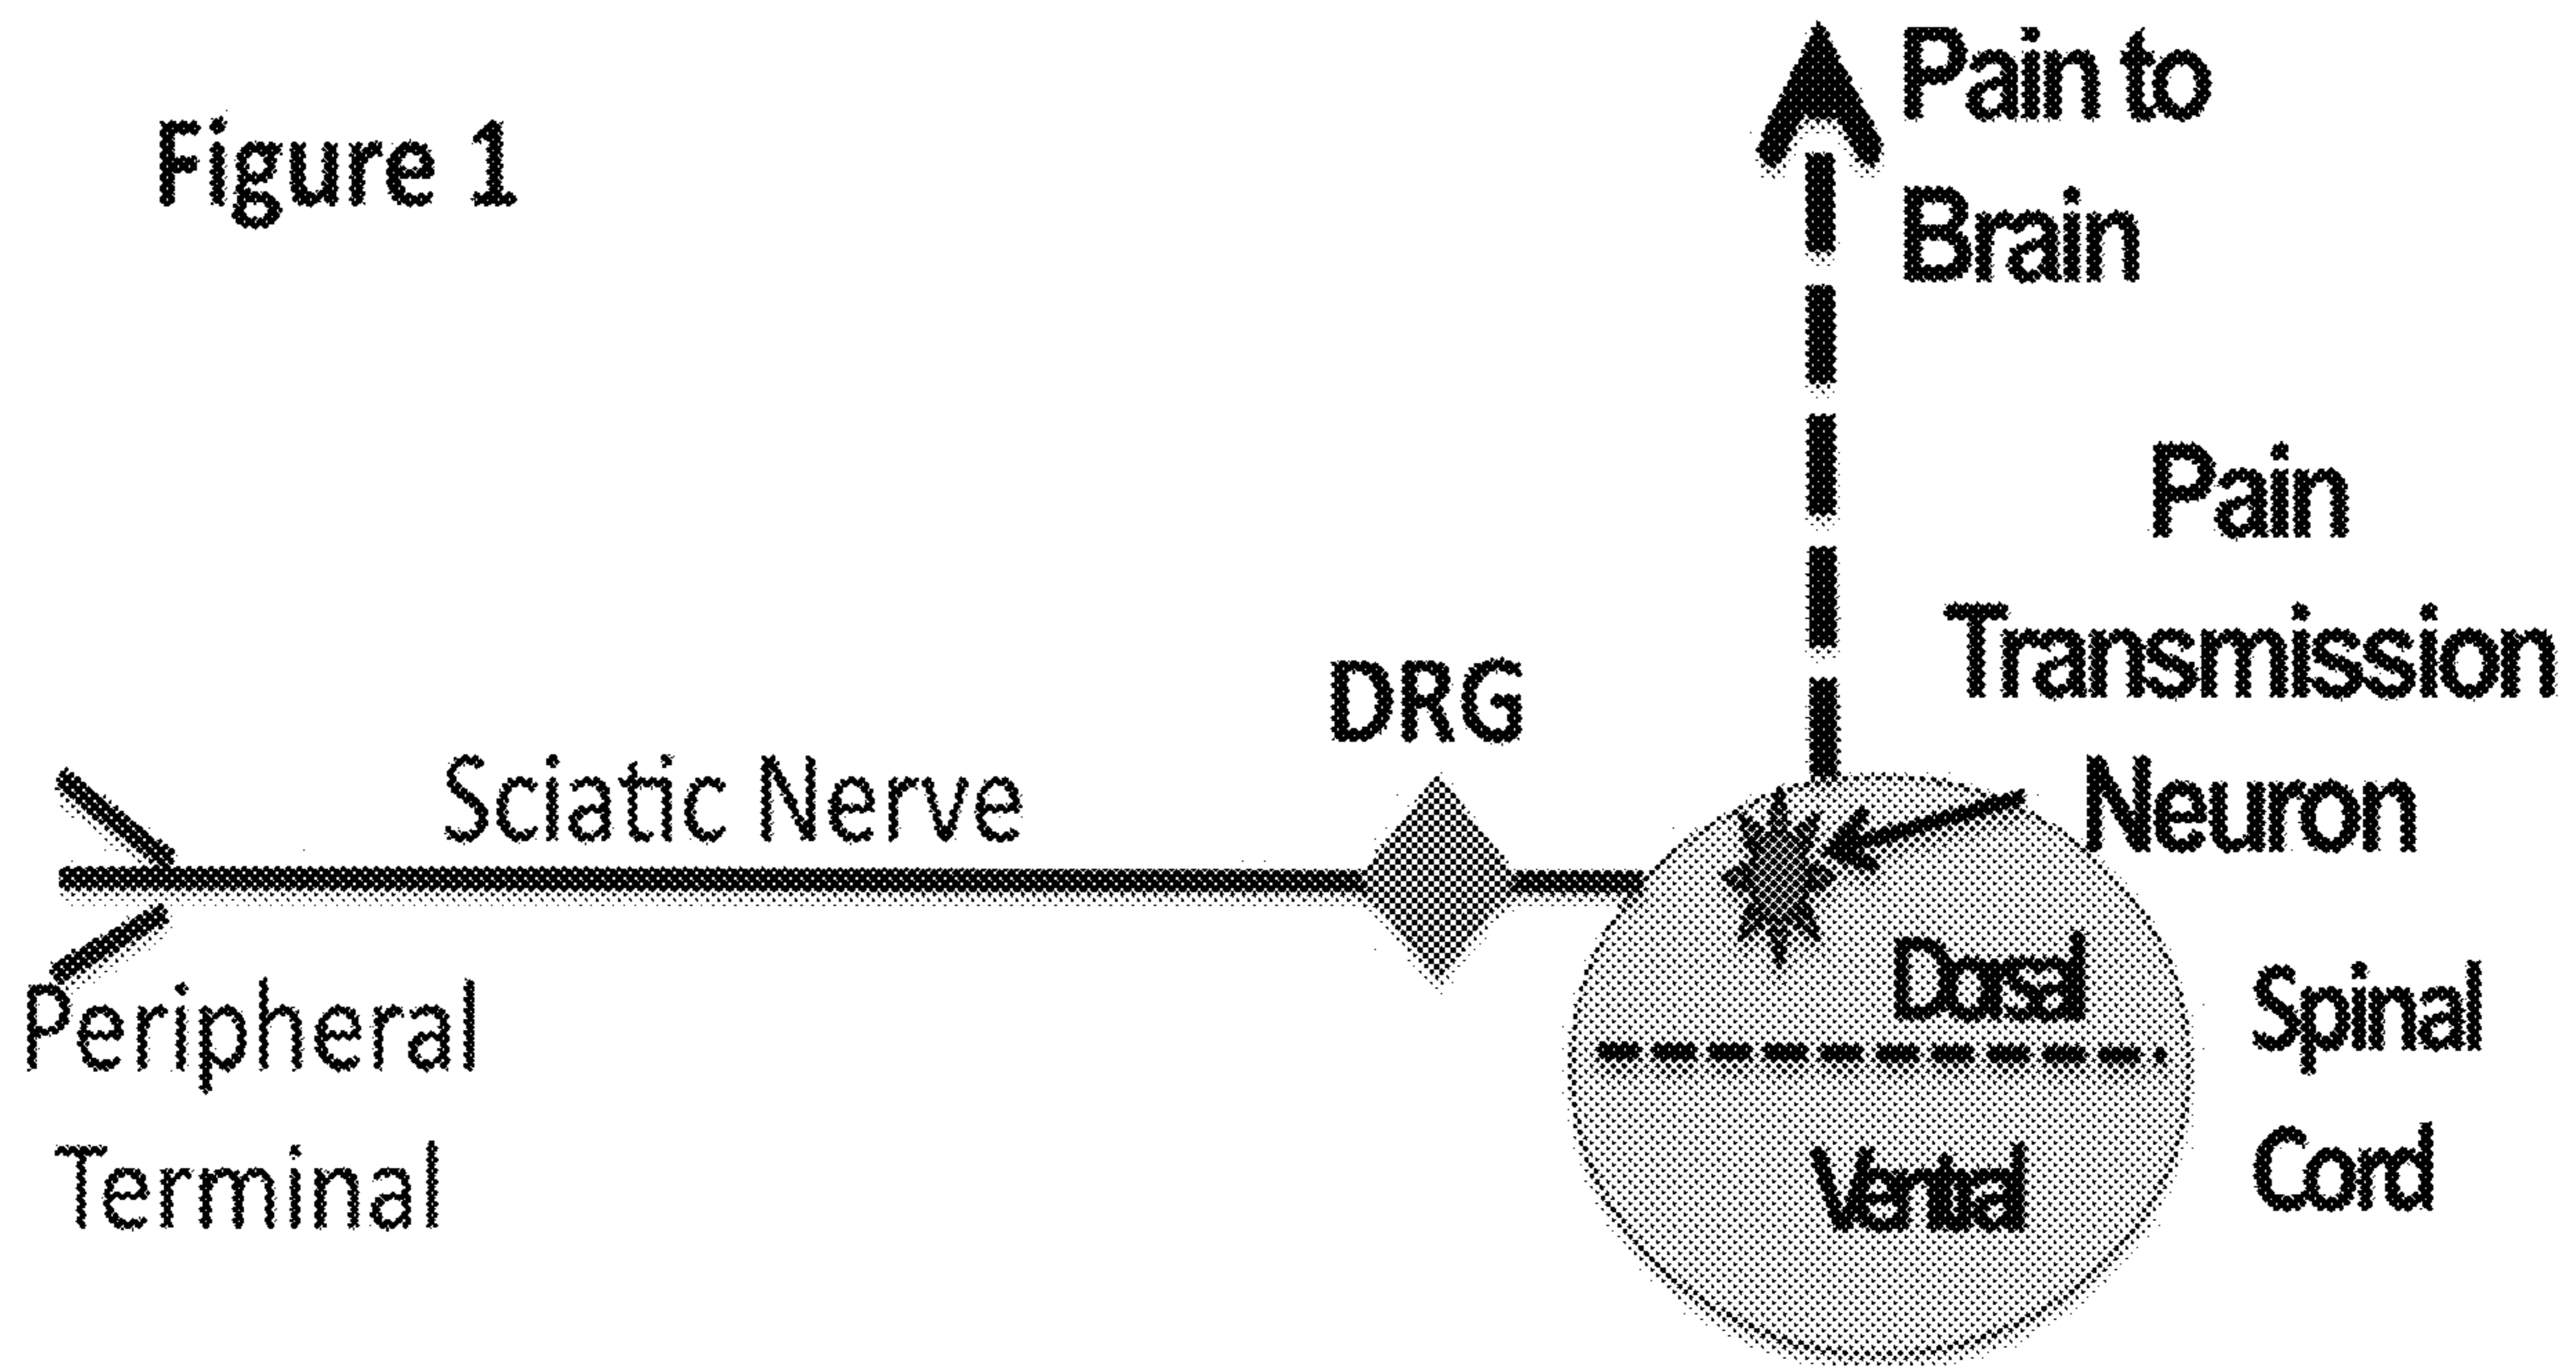 Figure 1
Pain to
Brain
Pain
Transmission
Neuron
DRG
Sciatic Nerve
Peripheral
Terminal
Dorsal
Ventral
Spinal
Cord